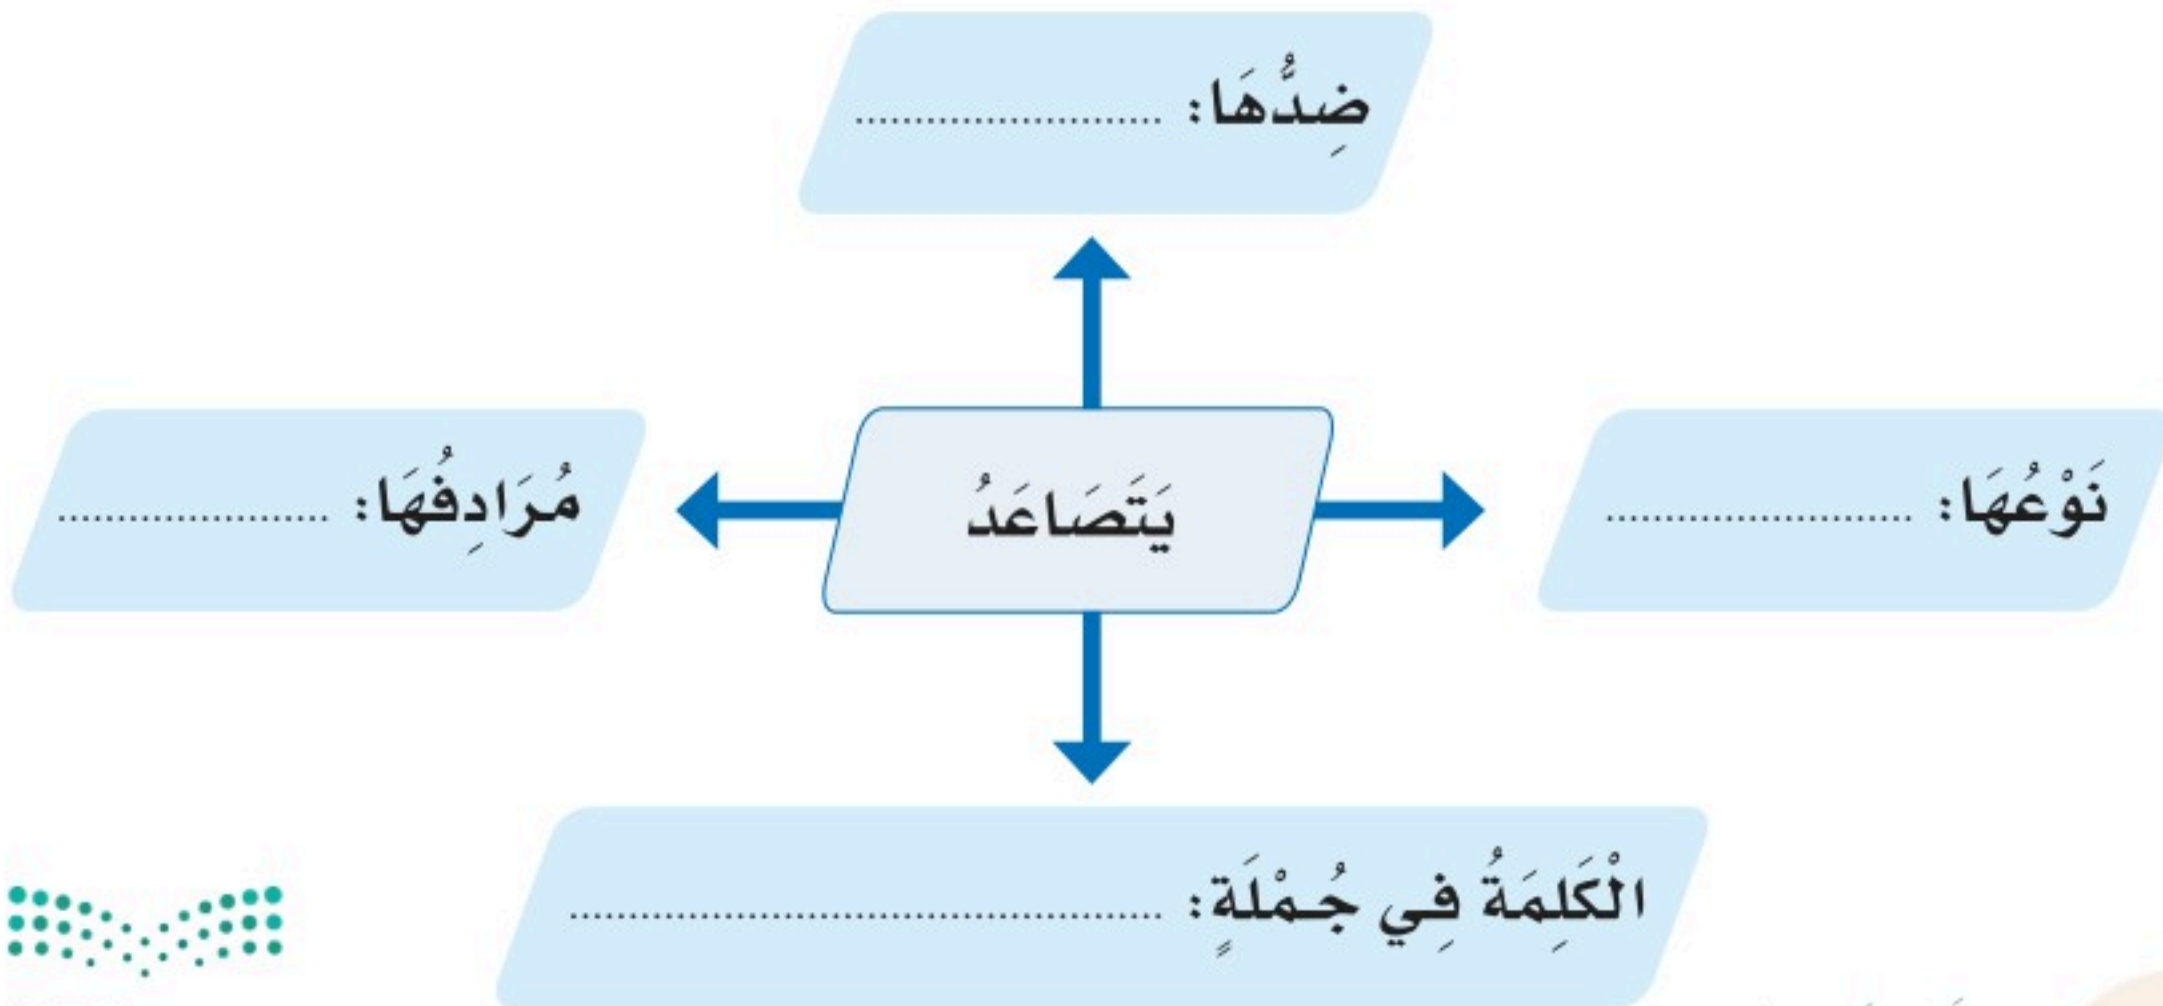 ضِدُّهَا: ..........................
نَوْعُهَا: ..........................
يَتَصَاعَدُ
مُرَادِفُهَا: ..........................
الْكَلِمَةُ فِي جُمْلَةٍ: ..................................................